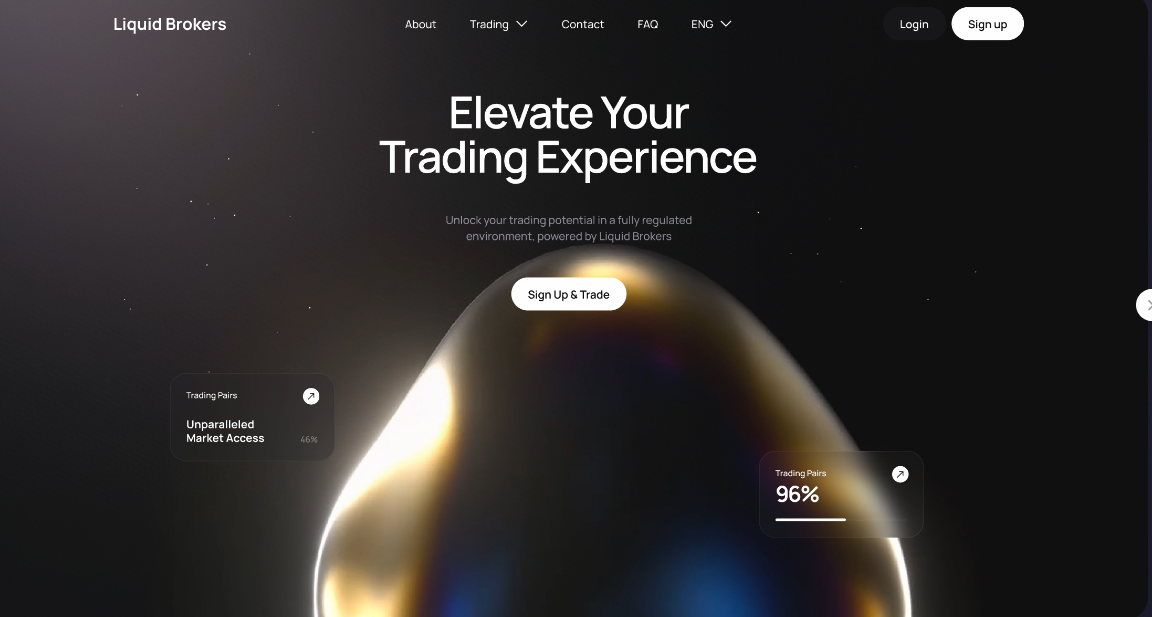 Liquid Brokers
About
Trading
Contact
FAQ
ENG
Login
Sign up
Elevate Your
Trading Experience
Unlock your trading potential in a fully regulated
environment, powered by Liquid Brokers
Sign Up & Trade
Trading Pairs
Unparalleled
Market Access
46%
Trading Pairs
96%